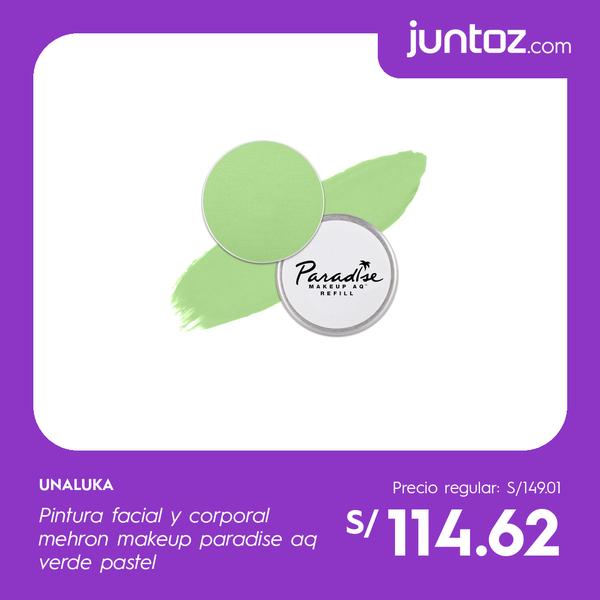 juntoz.com
Paradise
MAKEUP AQ™
REFILL
UNALUKA
Pintura facial y corporal
mehron makeup paradise aq
verde pastel
Precio regular: S/149.01
S/114.62